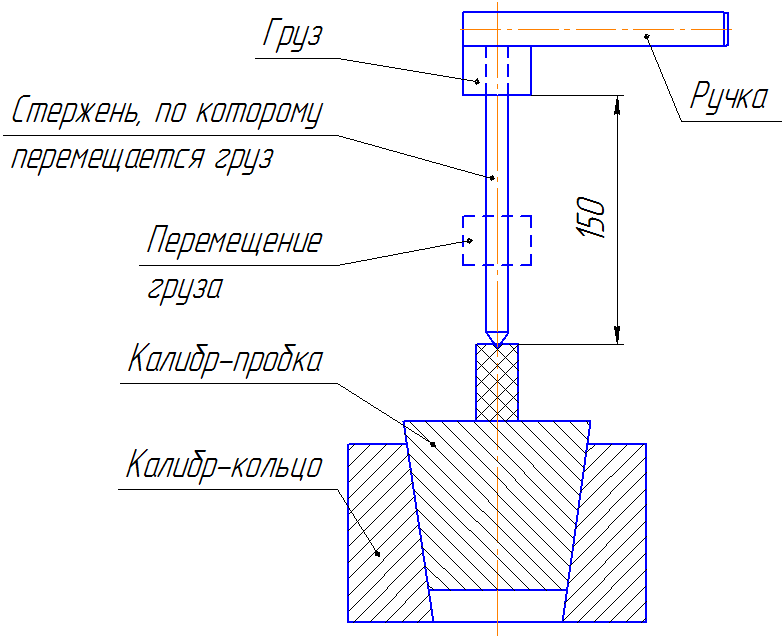 Груз
Ручка
Стержень, по которому
перемещается груз
150
Перемещение
груза
Калибр-пробка
Калибр-кольцо